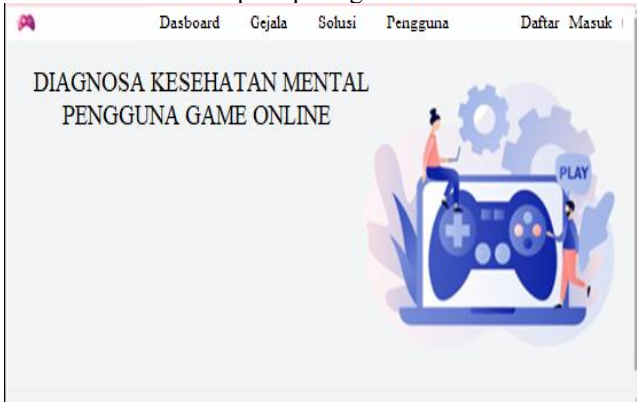 Dasboard Gejala Solusi Pengguna Daftar Masuk
DIAGNOSA KESEHATAN MENTAL
PENGGUNA GAME ONLINE
PLAY